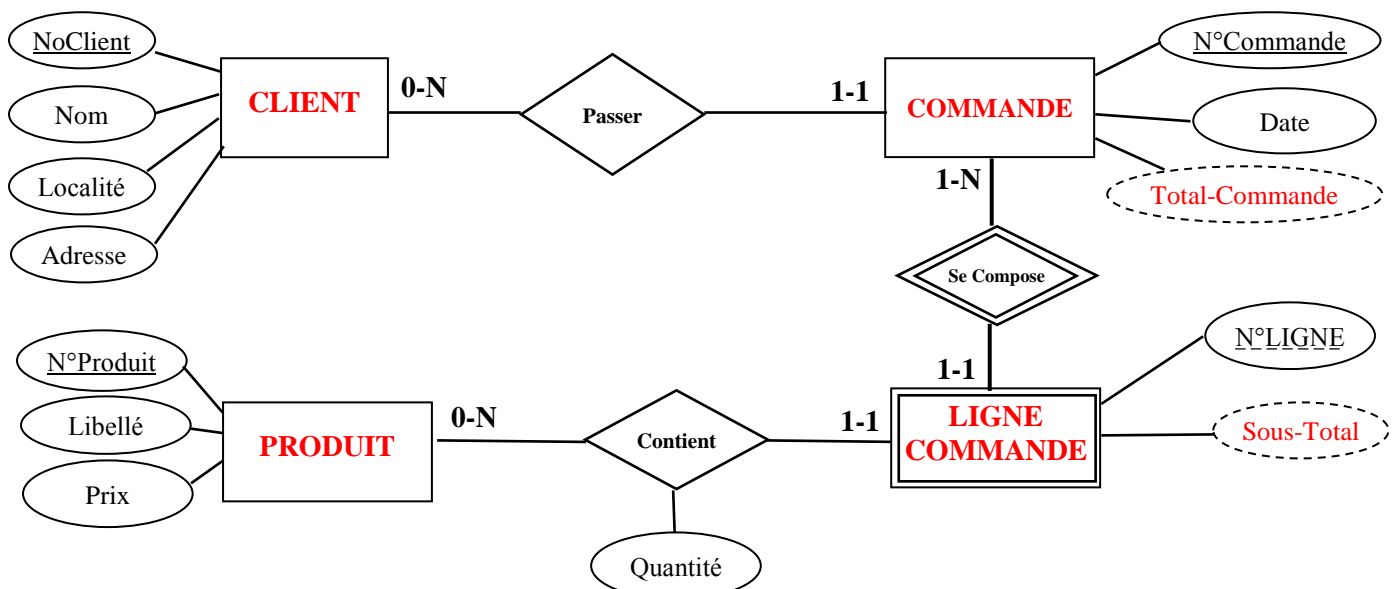 NoClient
Nom
Localité
Adresse
CLIENT
0-N
Passer
1-1
COMMANDE
N°Commande
Date
Total-Commande
1-N
Se Compose
1-1
N°Produit
Libellé
Prix
PRODUIT
0-N
Contient
Quantité
1-1
LIGNE
COMMANDE
N°LIGNE
Sous-Total